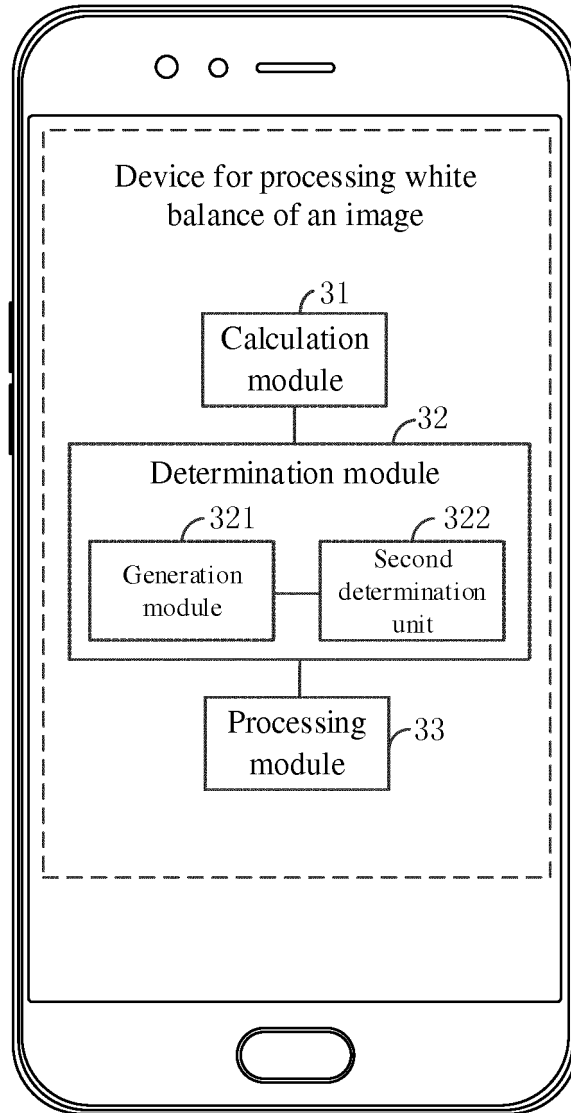 Device for processing white
balance of an image
31
Calculation
module
32
Determination module
321
Generation
module
322
Second
determination
unit
Processing
module
33